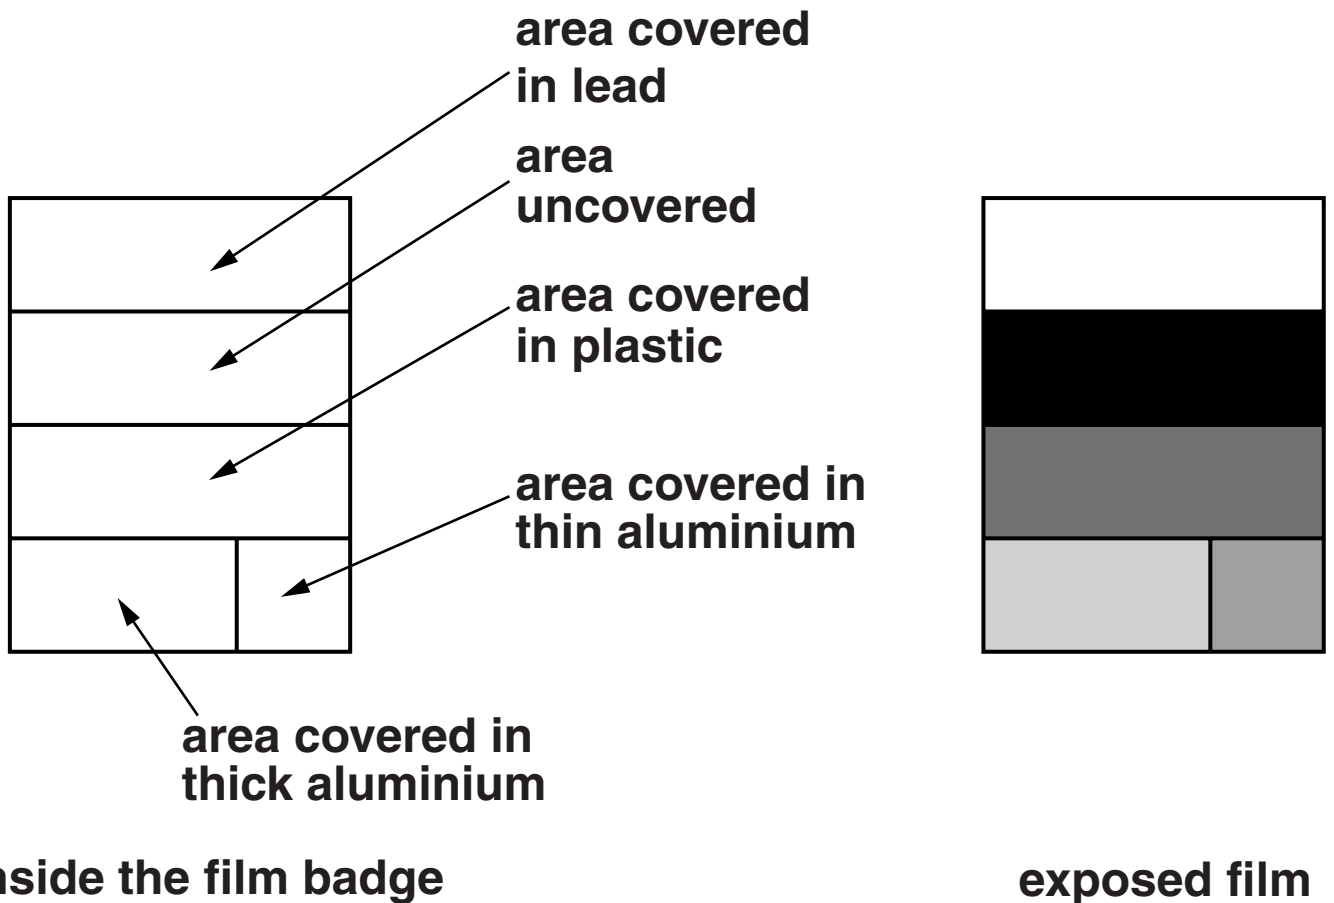 area covered
in lead
area
uncovered
area covered
in plastic
area covered in
thin aluminium
area covered in
thick aluminium
nside the film badge
exposed film